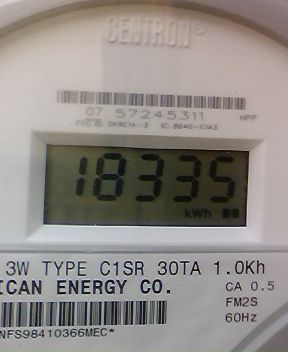 CENTRON®
07 57245311 HPP
18335
kWh
3W TYPE C1SR 30TA 1.0Kh
ICAN ENERGY CO. CA 0.5
FM2S
NFS98410366MEC* 60Hz